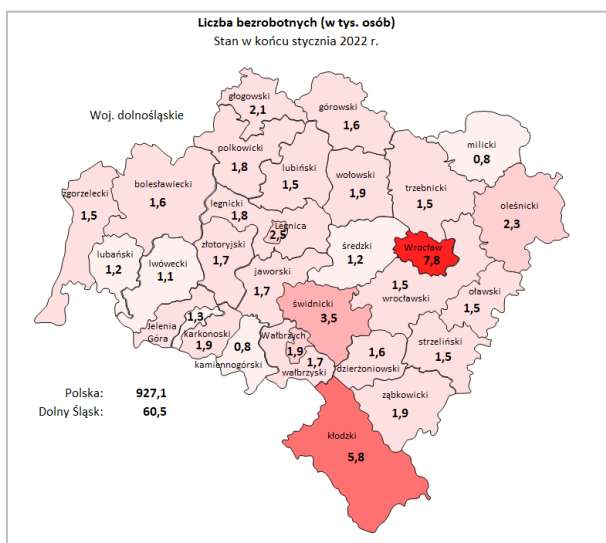 Liczba bezrobotnych (w tys. osób)
Stan w końcu stycznia 2022 r.
Woj. dolnośląskie
głogowski
2,1
górowski
1,6
milicki
0,8
polkowicki
1,8
lubiński
1,5
wołowski
1,9
trzebnicki
1,5
oleśnicki
2,3
zgorzelecki
1,5
bolesławiecki
1,6
legnicki
1,8
Legnica
2,5
złotoryjski
1,7
średzki
1,2
Wrocław
7,8
lubański
1,2
lwówecki
1,1
jaworski
1,7
1,5
wrocławski
oławski
1,5
świdnicki
3,5
1,3
Jelenia
Góra
karkonoski
1,9
0,8
kamiennogórski
Wałbrzych
1,9
1,7
wałbrzyski
1,6
dzierżoniowski
strzeliński
1,5
ząbkowicki
1,9
kłodzki
5,8
Polska: 927,1
Dolny Śląsk: 60,5